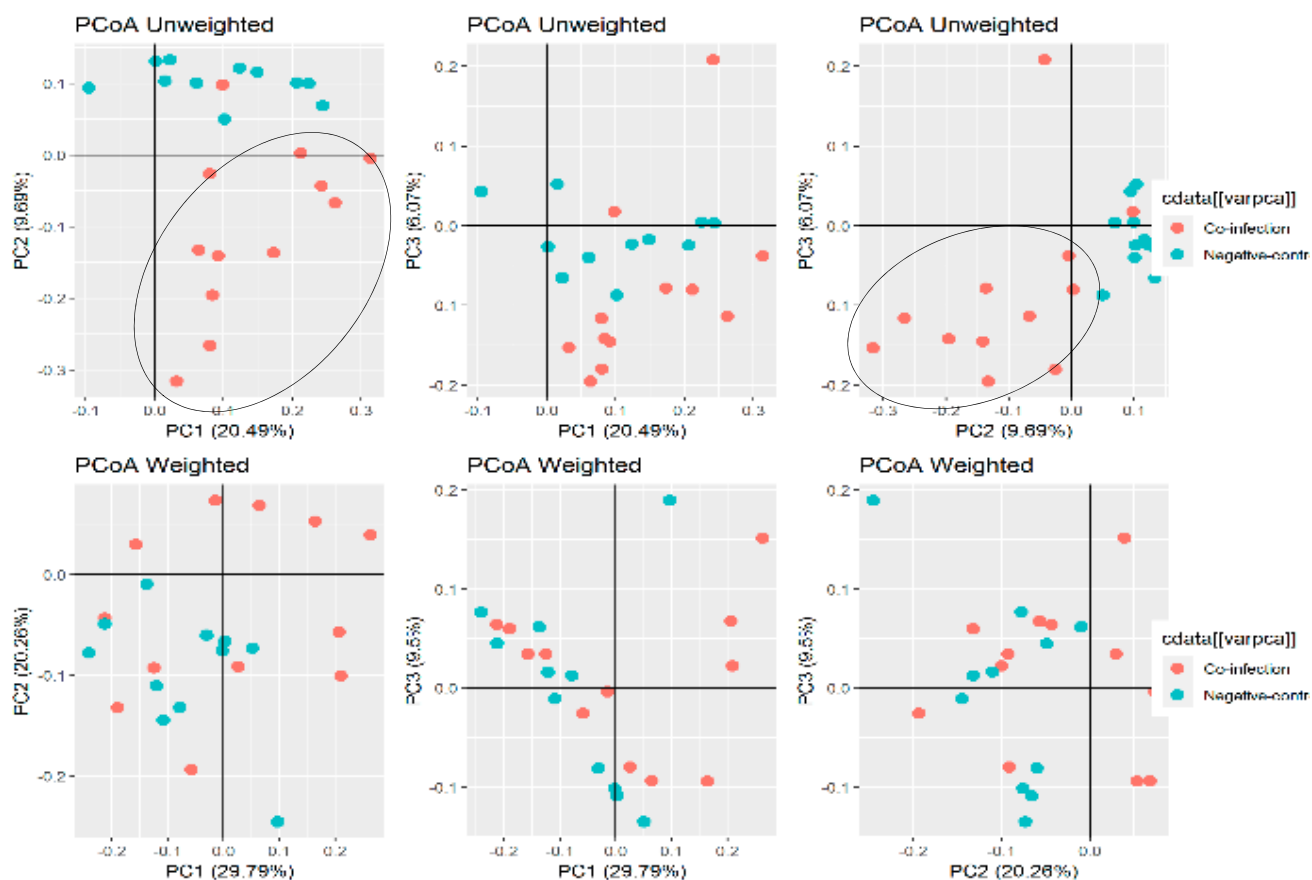 PCoA Unweighted
PCoA Unweighted
PCoA Unweighted
0.1
0.0
-0.1
-0.2
-0.3
PC2 (9.69%)
-0.1
0.0
0.1
0.2
0.3
PC1 (20.49%)
0.2
0.1
0.0
0.1
-0.2
PC3 (6.07%)
-0.1
0.0
0.1
0.2
0.3
PC1 (20.49%)
0.2
0.1
0.0
0.1
-0.2
PC3 (6.07%)
-0.3
-0.2
-0.1
0.0
0.1
PC2 (9.69%)
cdata[[varpca]]
Co-infection
Negative-contr
PCoA Weighted
PCoA Weighted
PCoA Weighted
0.0
-0.1
-0.2
PC2 (20.26%)
-0.2
-0.1
0.0
0.1
0.2
PC1 (29.79%)
0.2
0.1
0.0
-0.1
PC3 (9.5%)
-0.2
-0.1
0.0
0.1
0.2
PC1 (29.79%)
0.2
0.1
0.0
-0.1
PC3 (9.5%)
-0.2
-0.1
0.0
PC2 (20.26%)
cdata[[varpca]]
Co-infection
Negative-contr